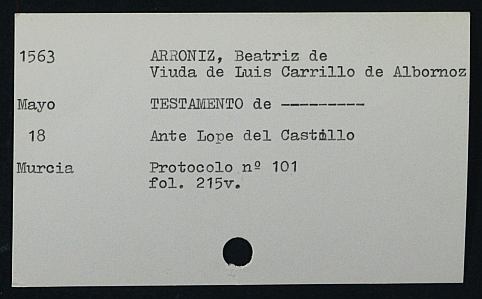 1563 ARRONIZ, Beatriz de
Viuda de Luis Carrillo de Albornoz
Mayo TESTAMENTO de ---------
18 Ante Lope del Castillo
Murcia Protocolo nº 101
fol. 215v.